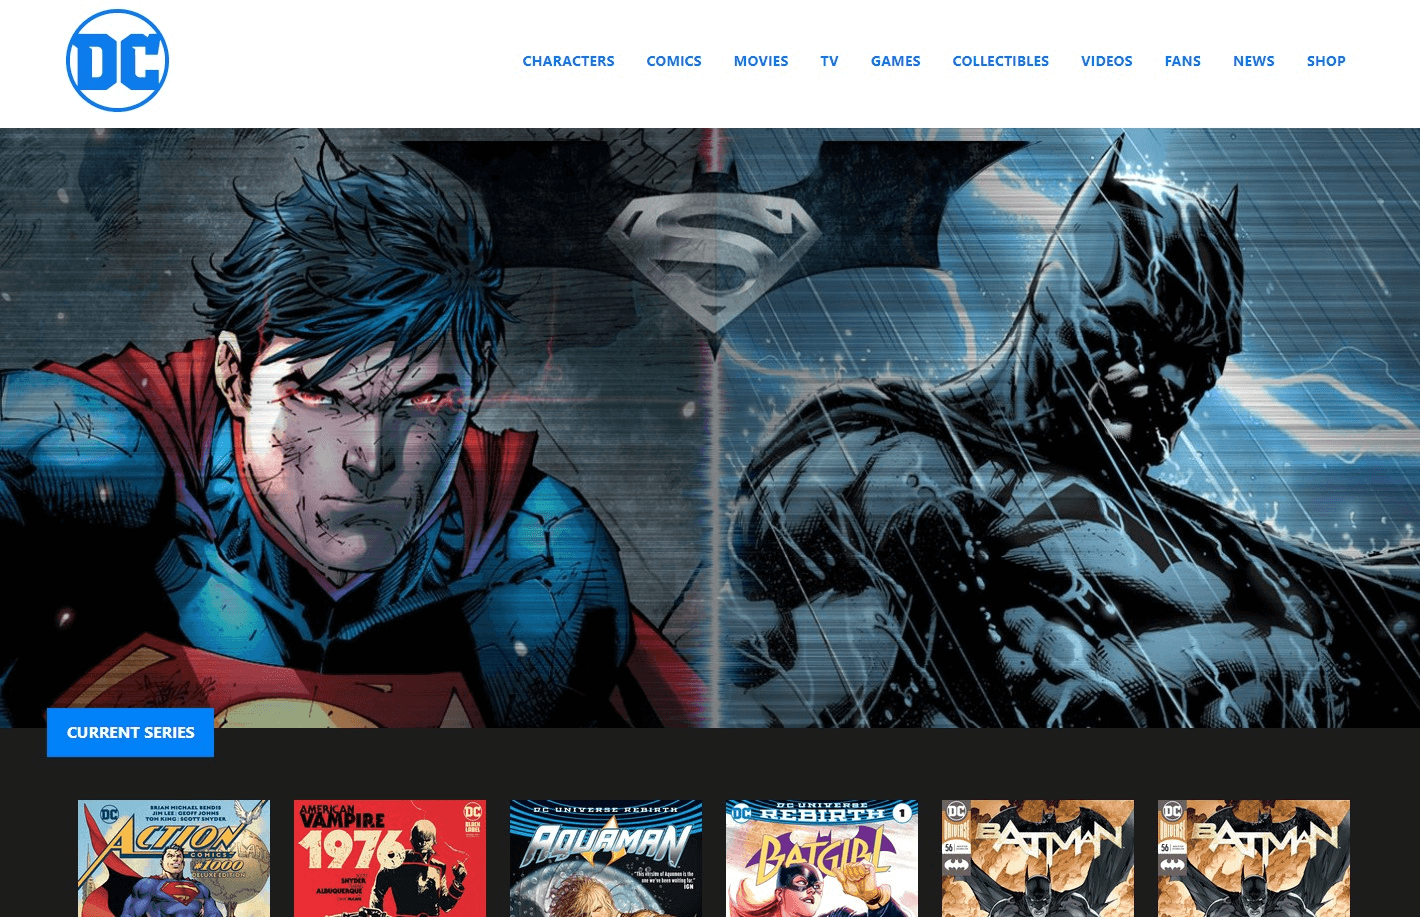 DC
CHARACTERS COMICS MOVIES TV GAMES COLLECTIBLES VIDEOS FANS NEWS SHOP
S
CURRENT SERIES
DC
BRIAN MICHAEL BENDIS
JIM LEE | GEOFF JOHNS
TOM KING | SCOTT SNYDER
ACTION
COMICS
#1000
DELUXE EDITION
AMERICAN
VAMPIRE
1976
DC
BLACK
LABEL
SNYDER
ALBUQUERQUE
DC UNIVERSE REBIRTH
AQUAMAN
"This version of Aquaman is the
one we've been waiting for."
IGN
DC
DC UNIVERSE
REBIRTH
1
BATGIRL
DC
56
BATMAN
DC
56
BATMAN